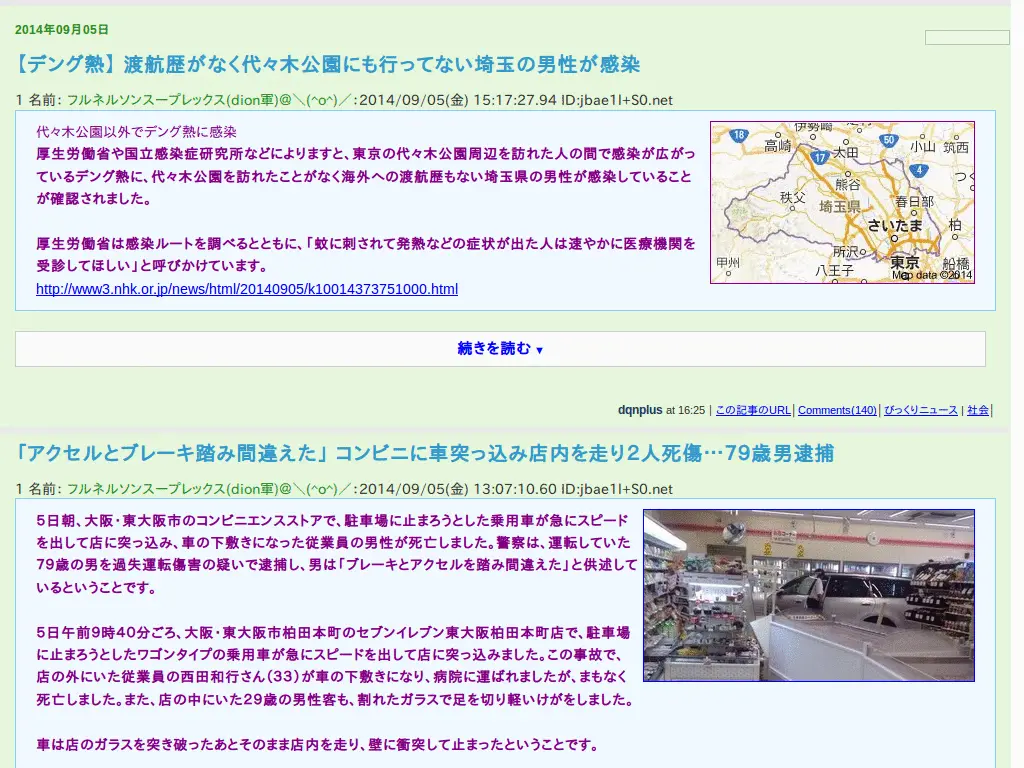 2014年09月05日
【デング熱】 渡航歴がなく代々木公園にも行ってない埼玉の男性が感染
1 名前： フルネルソンスープレックス(dion軍)＠＼(^o^)／：2014/09/05(金) 15:17:27.94 ID:jbae1I+S0.net
代々木公園以外でデング熱に感染
厚生労働省や国立感染症研究所などによりますと、東京の代々木公園周辺を訪れた人の間で感染が広がっ
ているデング熱に、代々木公園を訪れたことがなく海外への渡航歴もない埼玉県の男性が感染していること
が確認されました。
厚生労働省は感染ルートを調べるとともに、「蚊に刺されて発熱などの症状が出た人は速やかに医療機関を
受診してほしい」と呼びかけています。
http://www3.nhk.or.jp/news/html/20140905/k10014373751000.html
18
伊勢崎
高崎
17
太田
50
小山
筑西
4
熊谷
つく
秩父
埼玉県
春日部
さいたま
柏
所沢
甲州
八王子
東京
船橋
Map data ©2014
続きを読む ▼
dqnplus at 16:25 | この記事のURL│Comments(140)│びっくりニュース | 社会│
「アクセルとブレーキ踏み間違えた」 コンビニに車突っ込み店内を走り２人死傷…７９歳男逮捕
1 名前： フルネルソンスープレックス(dion軍)＠＼(^o^)／：2014/09/05(金) 13:07:10.60 ID:jbae1I+S0.net
５日朝、大阪・東大阪市のコンビニエンスストアで、駐車場に止まろうとした乗用車が急にスピード
を出して店に突っ込み、車の下敷きになった従業員の男性が死亡しました。警察は、運転していた
７９歳の男を過失運転傷害の疑いで逮捕し、男は「ブレーキとアクセルを踏み間違えた」と供述して
いるということです。
５日午前９時４０分ごろ、大阪・東大阪市柏田本町のセブンイレブン東大阪柏田本町店で、駐車場
に止まろうとしたワゴンタイプの乗用車が急にスピードを出して店に突っ込みました。この事故で、
店の外にいた従業員の西田和行さん（３３）が車の下敷きになり、病院に運ばれましたが、まもなく
死亡しました。また、店の中にいた２９歳の男性客も、割れたガラスで足を切り軽いけがをしました。
車は店のガラスを突き破ったあとそのまま店内を走り、壁に衝突して止まったということです。